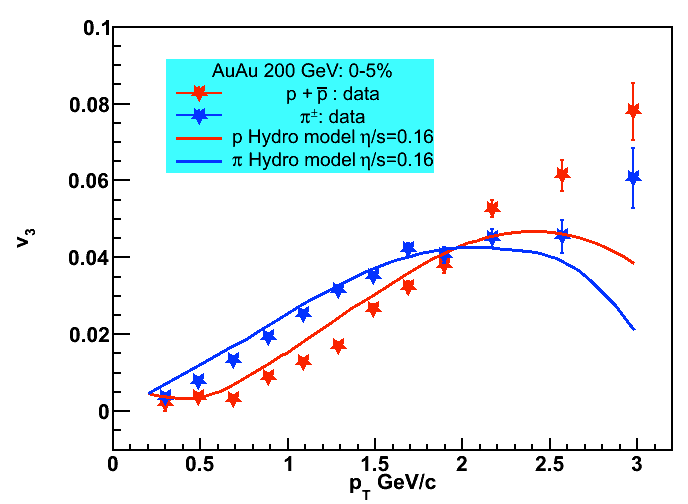 0.1
0.08
0.06
0.04
0.02
0
v3
AuAu 200 GeV: 0-5%
p + p̅ : data
π±: data
p Hydro model η/s=0.16
π Hydro model η/s=0.16
0 0.5 1 1.5 2 2.5 3
pT GeV/c